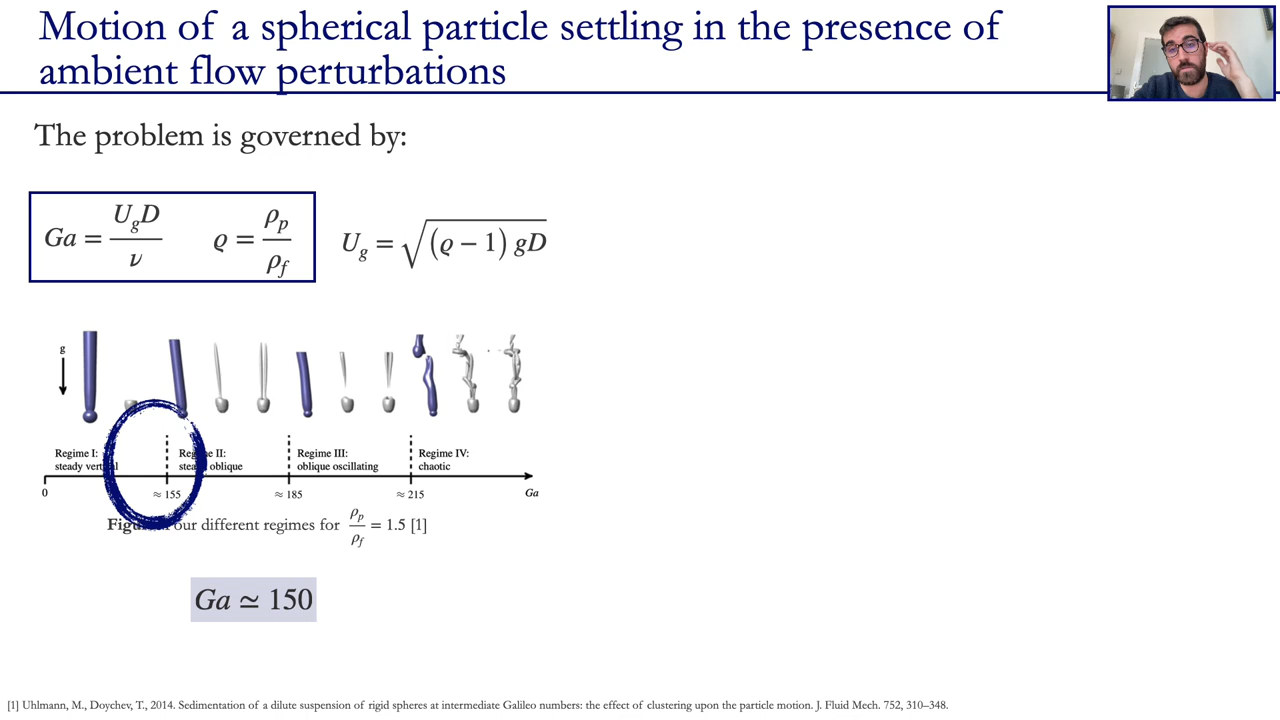 Motion of a spherical particle settling in the presence of
ambient flow perturbations
The problem is governed by:
Ga = U_g D / ν
ϱ = ρ_p / ρ_f
U_g = √((ϱ − 1) gD)
g
Regime I:
steady vertical
Regime II:
steady oblique
Regime III:
oblique oscillating
Regime IV:
chaotic
0
≈ 155
≈ 185
≈ 215
Ga
our different regimes for ρ_p / ρ_f = 1.5 [1]
Ga ≃ 150
[1] Uhlmann, M., Doychev, T., 2014. Sedimentation of a dilute suspension of rigid spheres at intermediate Galileo numbers: the effect of clustering upon the particle motion. J. Fluid Mech. 752, 310–348.